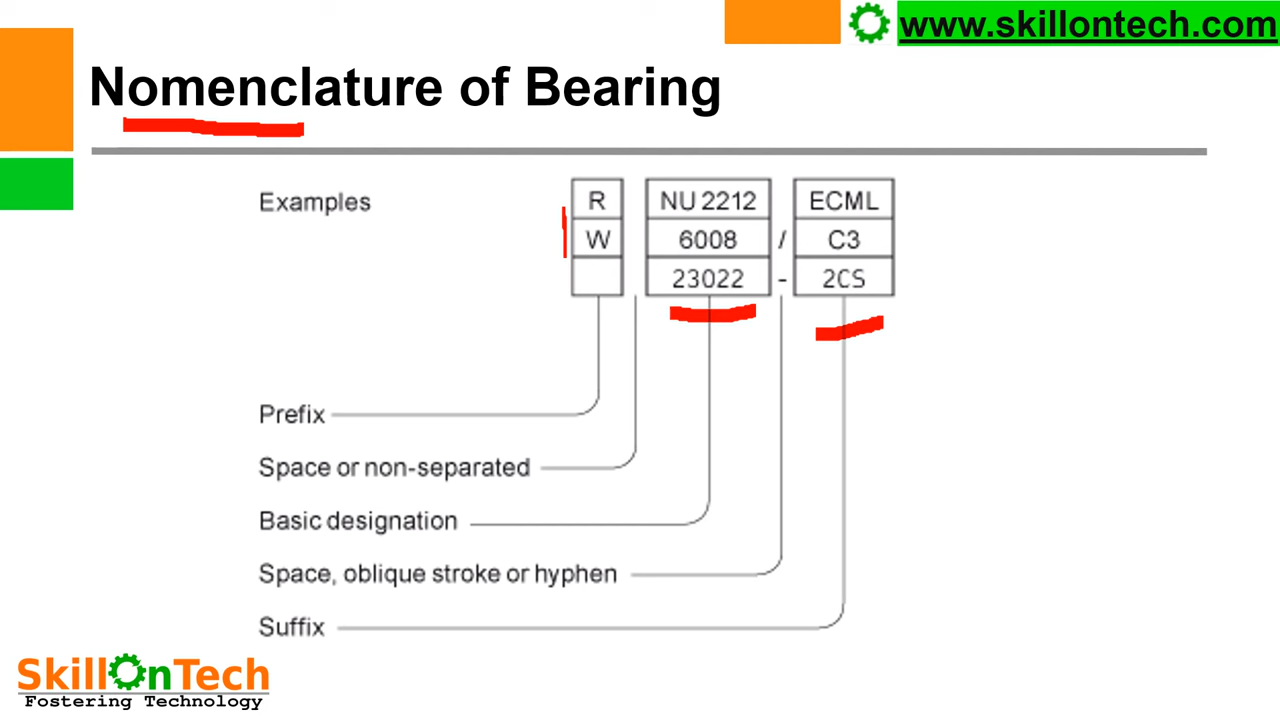 www.skillontech.com
Nomenclature of Bearing
Examples R NU 2212 ECML
W 6008 / C3
23022 - 2CS
Prefix
Space or non-separated
Basic designation
Space, oblique stroke or hyphen
Suffix
SkillOnTech
Fostering Technology